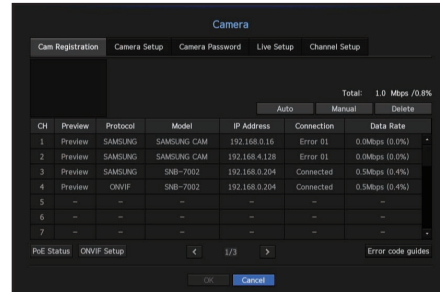 Camera
Cam Registration Camera Setup Camera Password Live Setup Channel Setup
Total: 1.0 Mbps /0.8%
Auto Manual Delete
CH Preview Protocol Model IP Address Connection Data Rate
1 Preview SAMSUNG SAMSUNG CAM 192.168.0.16 Error 01 0.0Mbps (0.0%)
2 Preview SAMSUNG SAMSUNG CAM 192.168.4.128 Error 01 0.0Mbps (0.0%)
3 Preview SAMSUNG SNB-7002 192.168.0.204 Connected 0.5Mbps (0.4%)
4 Preview ONVIF SNB-7002 192.168.0.204 Connected 0.5Mbps (0.4%)
5 – – – – – –
6 – – – – – –
7 – – – – – –
PoE Status ONVIF Setup < 1/3 > Error code guides
OK Cancel